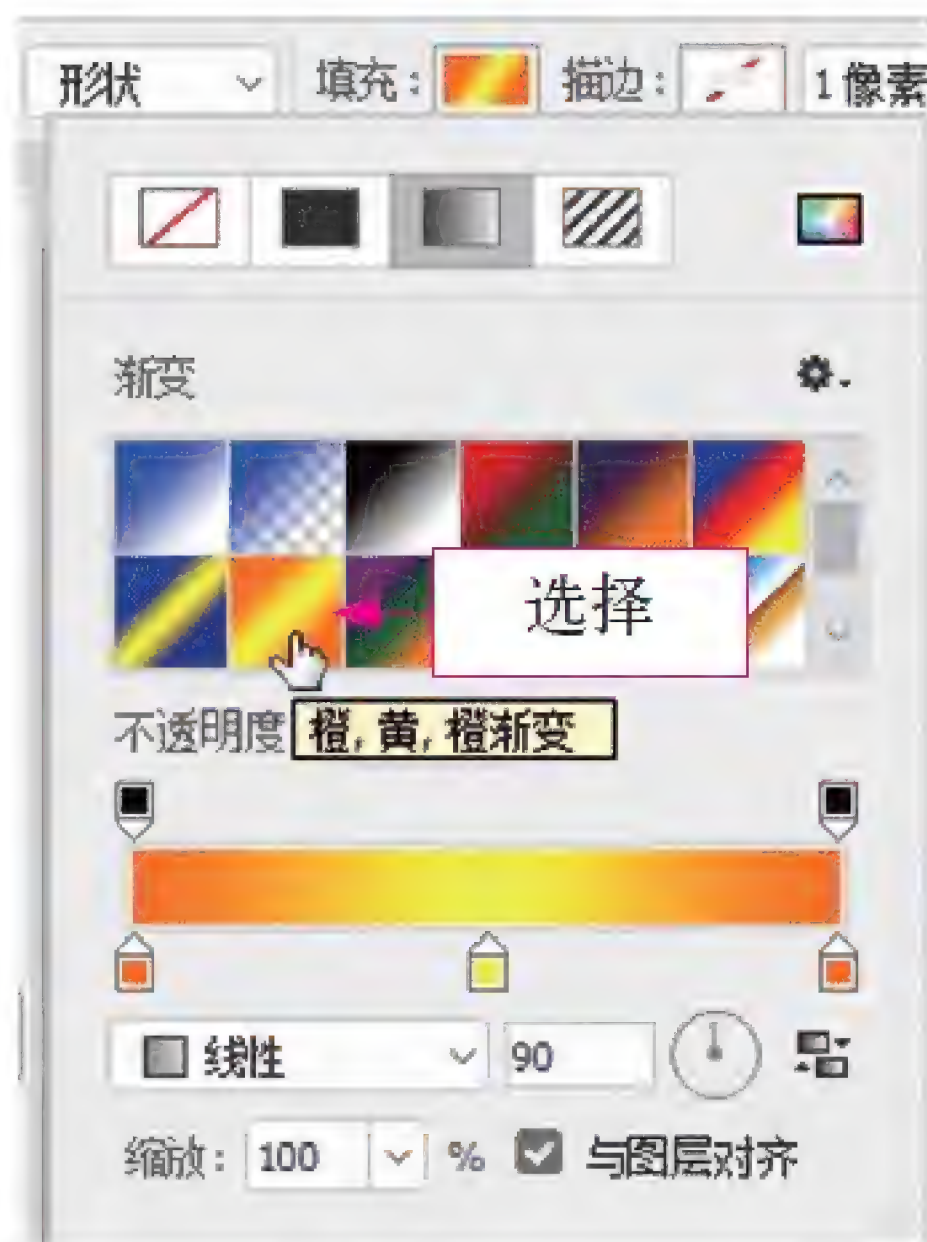 形状 填充: 描边: 1 像素
渐变
选择
不透明度 橙, 黄, 橙渐变
线性 90
缩放: 100 % 与图层对齐